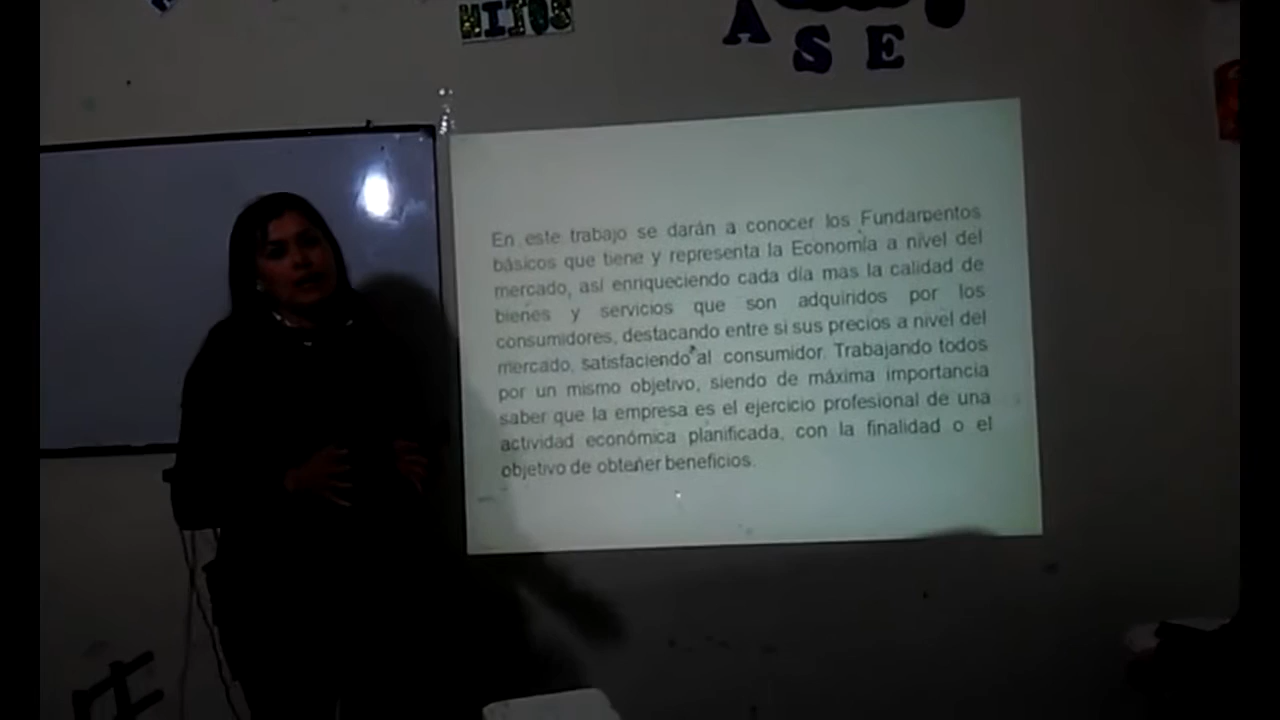 MITOS
A
S E
En este trabajo se darán a conocer los Fundamentos
básicos que tiene y representa la Economía a nivel del
mercado, así enriqueciendo cada día mas la calidad de
bienes y servicios que son adquiridos por los
consumidores, destacando entre si sus precios a nivel del
mercado, satisfaciendo al consumidor. Trabajando todos
por un mismo objetivo, siendo de máxima importancia
saber que la empresa es el ejercicio profesional de una
actividad económica planificada, con la finalidad o el
objetivo de obtener beneficios.